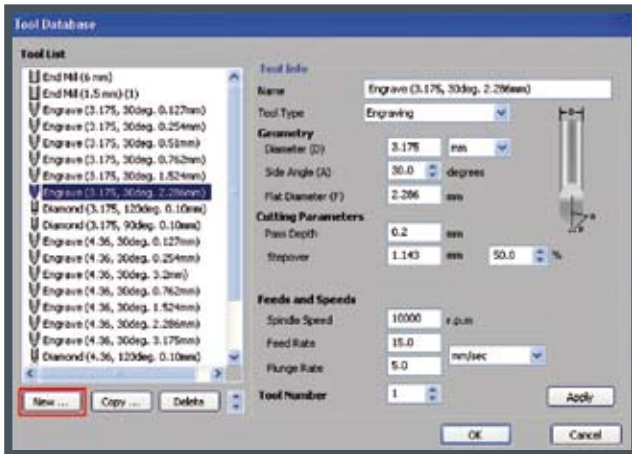 Tool Database
Tool List
End Mill (6 mm)
End Mill (1.5 mm) (1)
Engrave (3.175, 30deg. 0.127mm)
Engrave (3.175, 30deg. 0.254mm)
Engrave (3.175, 30deg. 0.51mm)
Engrave (3.175, 30deg. 0.762mm)
Engrave (3.175, 30deg. 1.524mm)
Engrave (3.175, 30deg. 2.286mm)
Diamond (3.175, 120deg. 0.10mm)
Diamond (3.175, 90deg. 0.10mm)
Engrave (4.36, 30deg. 0.127mm)
Engrave (4.36, 30deg. 0.254mm)
Engrave (4.36, 30deg. 3.2mm)
Engrave (4.36, 30deg. 0.762mm)
Engrave (4.36, 30deg. 1.524mm)
Engrave (4.36, 30deg. 2.286mm)
Engrave (4.36, 30deg. 3.175mm)
Diamond (4.36, 120deg. 0.10mm)
New ...
Copy ...
Delete
Tool Info
Name Engrave (3.175, 30deg. 2.286mm)
Tool Type Engraving
Geometry
Diameter (D) 3.175 mm
Side Angle (A) 30.0 degrees
Flat Diameter (F) 2.286 mm
Cutting Parameters
Pass Depth 0.2 mm
Stepover 1.143 mm 50.0 %
Feeds and Speeds
Spindle Speed 10000 r.p.m
Feed Rate 15.0
mm/sec
Plunge Rate 5.0
Tool Number 1
Apply
OK
Cancel
D
A
F